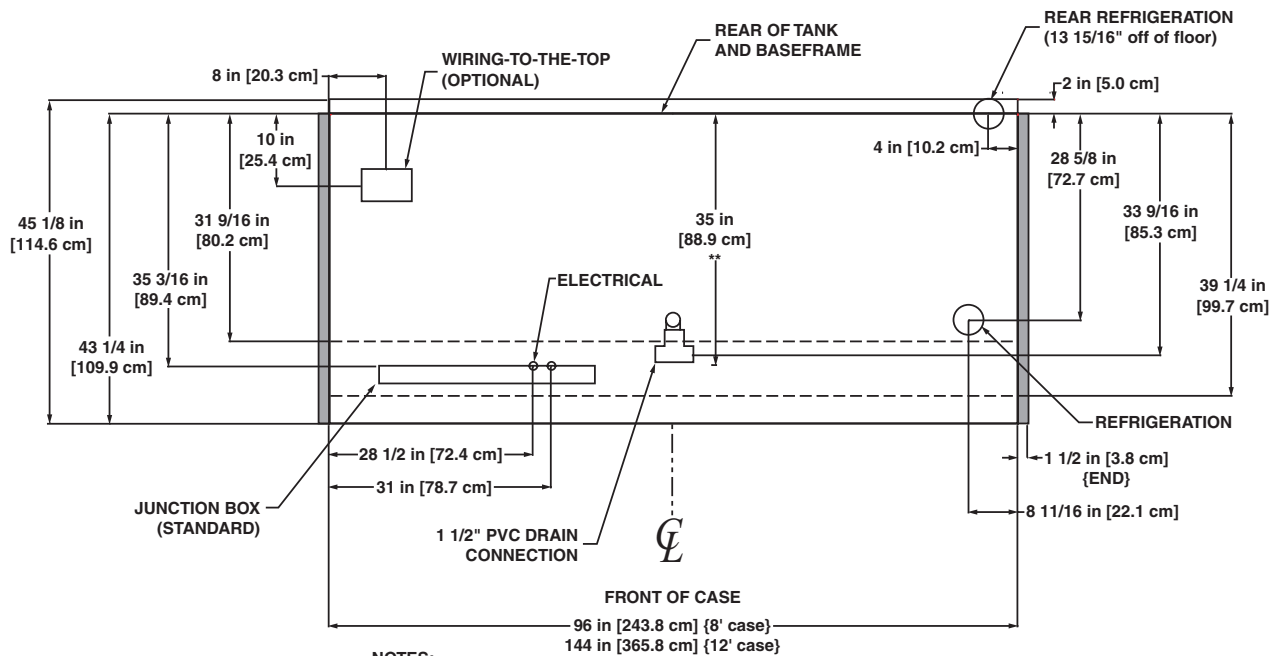 REAR REFRIGERATION
(13 15/16" off of floor)
REAR OF TANK
AND BASEFRAME
WIRING-TO-THE-TOP
(OPTIONAL)
8 in [20.3 cm]
2 in [5.0 cm]
10 in
[25.4 cm]
4 in [10.2 cm]
28 5/8 in
[72.7 cm]
45 1/8 in
[114.6 cm]
31 9/16 in
[80.2 cm]
35 in
[88.9 cm]
**
33 9/16 in
[85.3 cm]
35 3/16 in
[89.4 cm]
ELECTRICAL
39 1/4 in
[99.7 cm]
43 1/4 in
[109.9 cm]
REFRIGERATION
28 1/2 in [72.4 cm]
1 1/2 in [3.8 cm]
{END}
31 in [78.7 cm]
8 11/16 in [22.1 cm]
JUNCTION BOX
(STANDARD)
1 1/2" PVC DRAIN
CONNECTION
CL
FRONT OF CASE
96 in [243.8 cm] {8' case}
144 in [365.8 cm] {12' case}
NOTES: